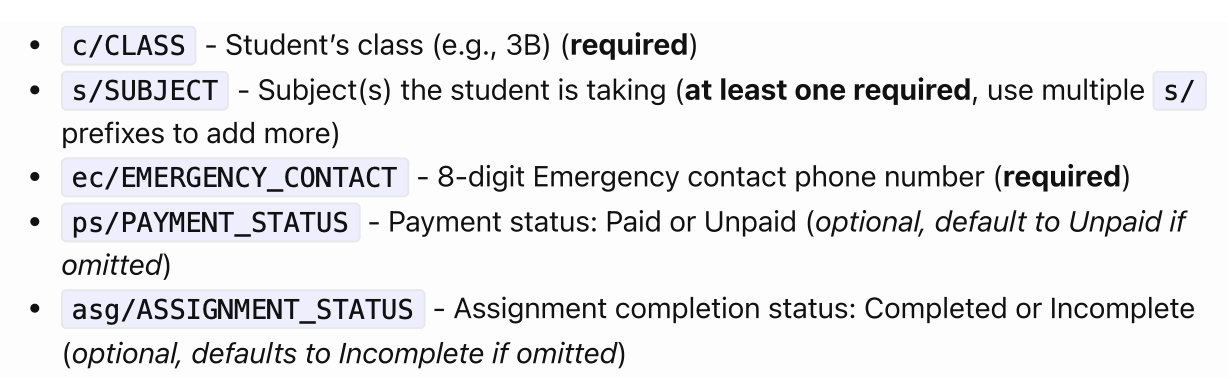 • c/CLASS - Student’s class (e.g., 3B) (required)
• s/SUBJECT - Subject(s) the student is taking (at least one required, use multiple s/
prefixes to add more)
• ec/EMERGENCY_CONTACT - 8-digit Emergency contact phone number (required)
• ps/PAYMENT_STATUS - Payment status: Paid or Unpaid (optional, default to Unpaid if
omitted)
• asg/ASSIGNMENT_STATUS - Assignment completion status: Completed or Incomplete
(optional, defaults to Incomplete if omitted)